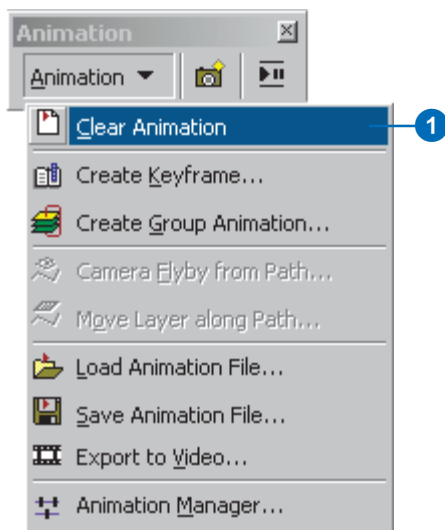 Animation
Animation
Clear Animation
1
Create Keyframe...
Create Group Animation...
Camera Flyby from Path...
Move Layer along Path...
Load Animation File...
Save Animation File...
Export to Video...
Animation Manager...